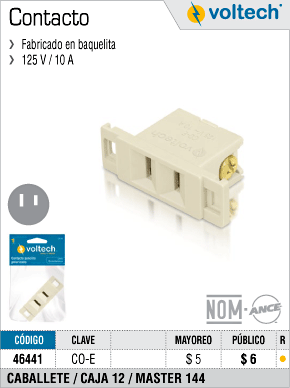 Contacto
voltech®
Fabricado en baquelita
125 V / 10 A
voltech
voltech
NOM-ANCE
CÓDIGO CLAVE MAYOREO PÚBLICO R
46441 CO-E $ 5 $ 6
CABALLETE / CAJA 12 / MASTER 144